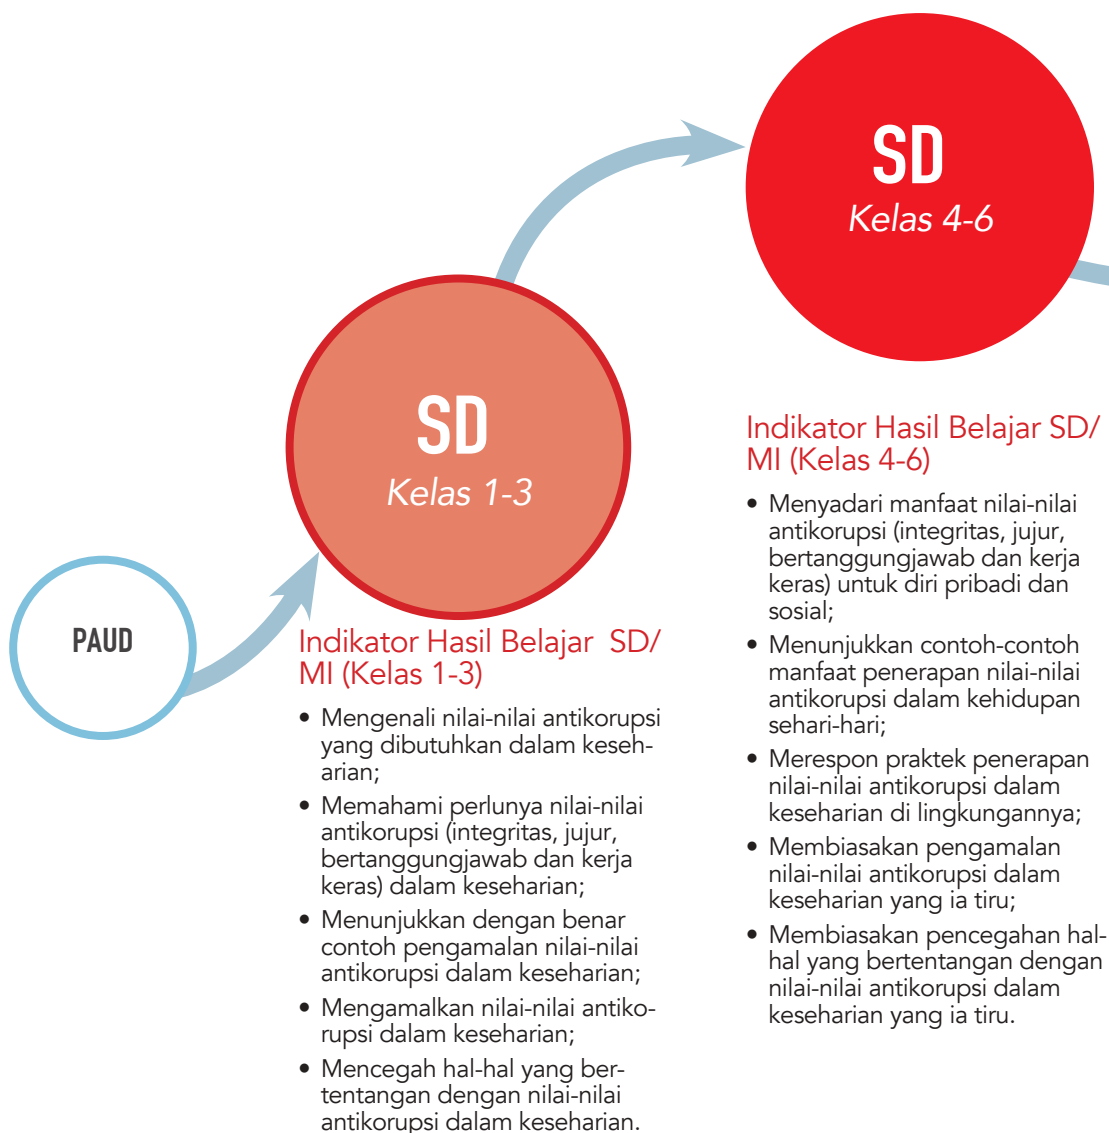 PAUD
SD
Kelas 1-3
Indikator Hasil Belajar  SD/
MI (Kelas 1-3)
• Mengenali nilai-nilai antikorupsi
yang dibutuhkan dalam keseh-
arian;
• Memahami perlunya nilai-nilai
antikorupsi (integritas, jujur,
bertanggungjawab dan kerja
keras) dalam keseharian;
• Menunjukkan dengan benar
contoh pengamalan nilai-nilai
antikorupsi dalam keseharian;
• Mengamalkan nilai-nilai antiko-
rupsi dalam keseharian;
• Mencegah hal-hal yang ber-
tentangan dengan nilai-nilai
antikorupsi dalam keseharian.
SD
Kelas 4-6
Indikator Hasil Belajar SD/
MI (Kelas 4-6)
• Menyadari manfaat nilai-nilai
antikorupsi (integritas, jujur,
bertanggungjawab dan kerja
keras) untuk diri pribadi dan
sosial;
• Menunjukkan contoh-contoh
manfaat penerapan nilai-nilai
antikorupsi dalam kehidupan
sehari-hari;
• Merespon praktek penerapan
nilai-nilai antikorupsi dalam
keseharian di lingkungannya;
• Membiasakan pengamalan
nilai-nilai antikorupsi dalam
keseharian yang ia tiru;
• Membiasakan pencegahan hal-
hal yang bertentangan dengan
nilai-nilai antikorupsi dalam
keseharian yang ia tiru.